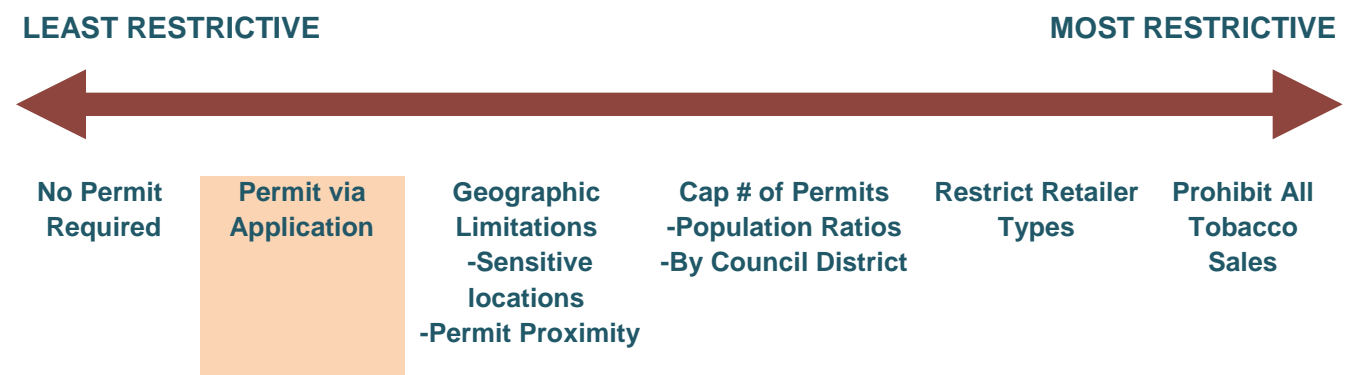 LEAST RESTRICTIVE
MOST RESTRICTIVE
No Permit
Required
Permit via
Application
Geographic
Limitations
-Sensitive
locations
-Permit Proximity
Cap # of Permits
-Population Ratios
-By Council District
Restrict Retailer
Types
Prohibit All
Tobacco
Sales